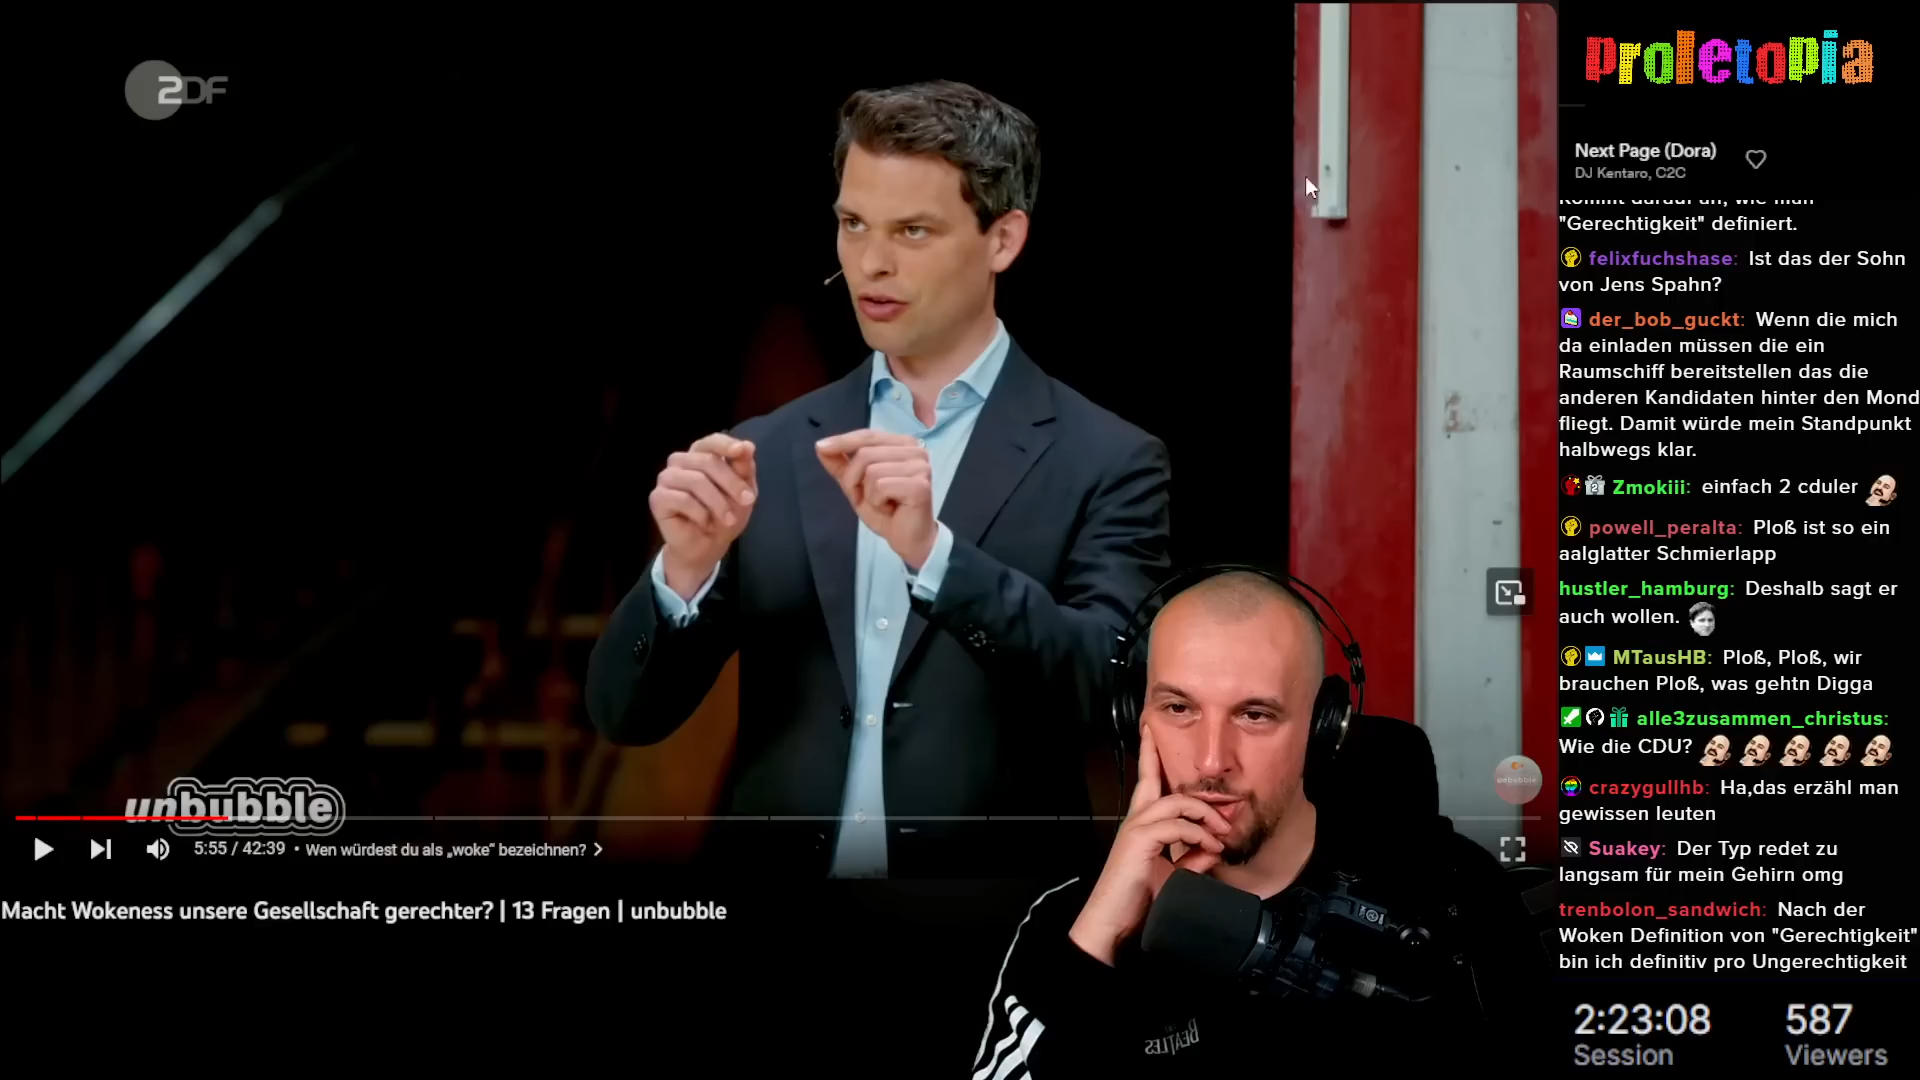 2DF
unbubble
5:55 / 42:39 • Wen würdest du als „woke" bezeichnen?
Macht Wokeness unsere Gesellschaft gerechter? | 13 Fragen | unbubble
BEATLES
Proletopia
Next Page (Dora)
DJ Kentaro, C2C
kommt darauf an, wie man
"Gerechtigkeit" definiert.
felixfuchshase: Ist das der Sohn
von Jens Spahn?
der_bob_guckt: Wenn die mich
da einladen müssen die ein
Raumschiff bereitstellen das die
anderen Kandidaten hinter den Mond
fliegt. Damit würde mein Standpunkt
halbwegs klar.
Zmokiii: einfach 2 cduler
powell_peralta: Ploß ist so ein
aalglatter Schmierlapp
hustler_hamburg: Deshalb sagt er
auch wollen.
MTausHB: Ploß, Ploß, wir
brauchen Ploß, was gehtn Digga
alle3zusammen_christus:
Wie die CDU?
crazygullhb: Ha,das erzähl man
gewissen leuten
Suakey: Der Typ redet zu
langsam für mein Gehirn omg
trenbolon_sandwich: Nach der
Woken Definition von "Gerechtigkeit"
bin ich definitiv pro Ungerechtigkeit
2:23:08
Session
587
Viewers